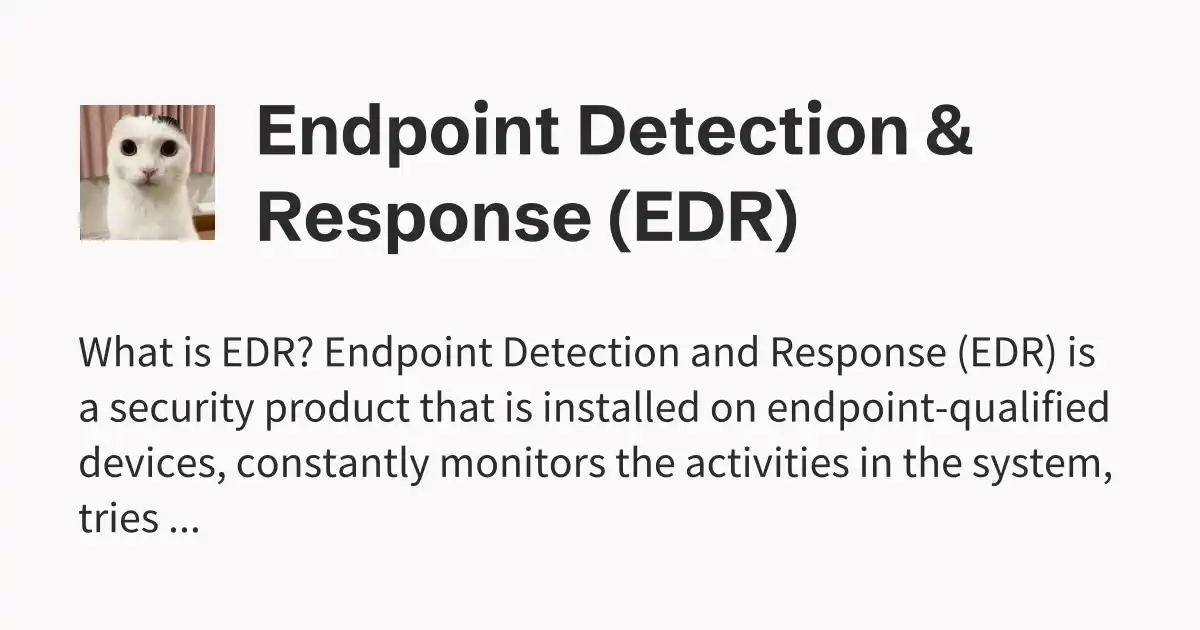 Endpoint Detection &
Response (EDR)
What is EDR? Endpoint Detection and Response (EDR) is
a security product that is installed on endpoint-qualified
devices, constantly monitors the activities in the system,
tries ...